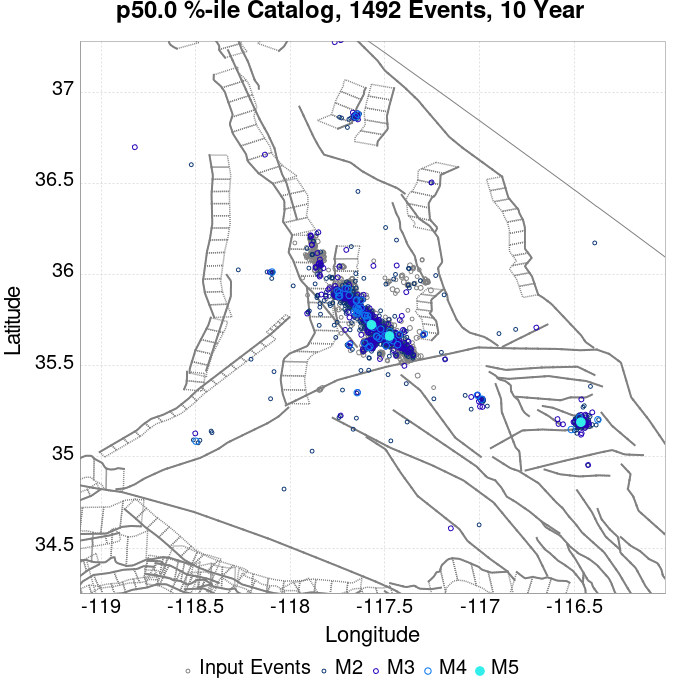 p50.0 %-ile Catalog, 1492 Events, 10 Year
37
36.5
36
35.5
35
34.5
Latitude
-119 -118.5 -118 -117.5 -117 -116.5
Longitude
Input Events M2 M3 M4 M5